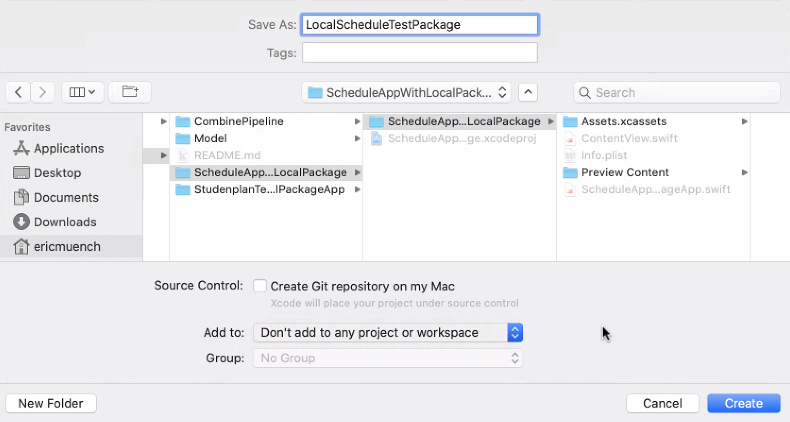 Save As: LocalScheduleTestPackage
Tags:
ScheduleAppWithLocalPack...
Search
Favorites
Applications
Desktop
Documents
Downloads
ericmuench
CombinePipeline
Model
README.md
ScheduleApp...LocalPackage
StudenplanTe...lPackageApp
ScheduleApp...LocalPackage
ScheduleApp...ge.xcodeproj
Assets.xcassets
ContentView.swift
Info.plist
Preview Content
ScheduleApp...ageApp.swift
Source Control: Create Git repository on my Mac
Xcode will place your project under source control
Add to: Don't add to any project or workspace
Group: No Group
New Folder Cancel Create